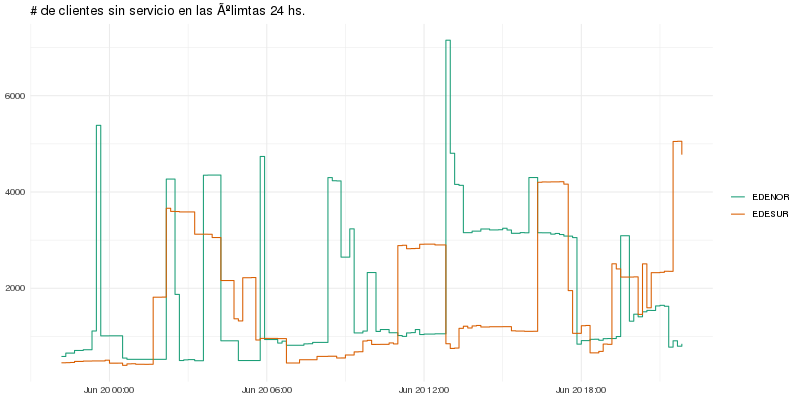 # de clientes sin servicio en las Ãºlimtas 24 hs.
6000
4000
2000
Jun 20 00:00
Jun 20 06:00
Jun 20 12:00
Jun 20 18:00
EDENOR
EDESUR